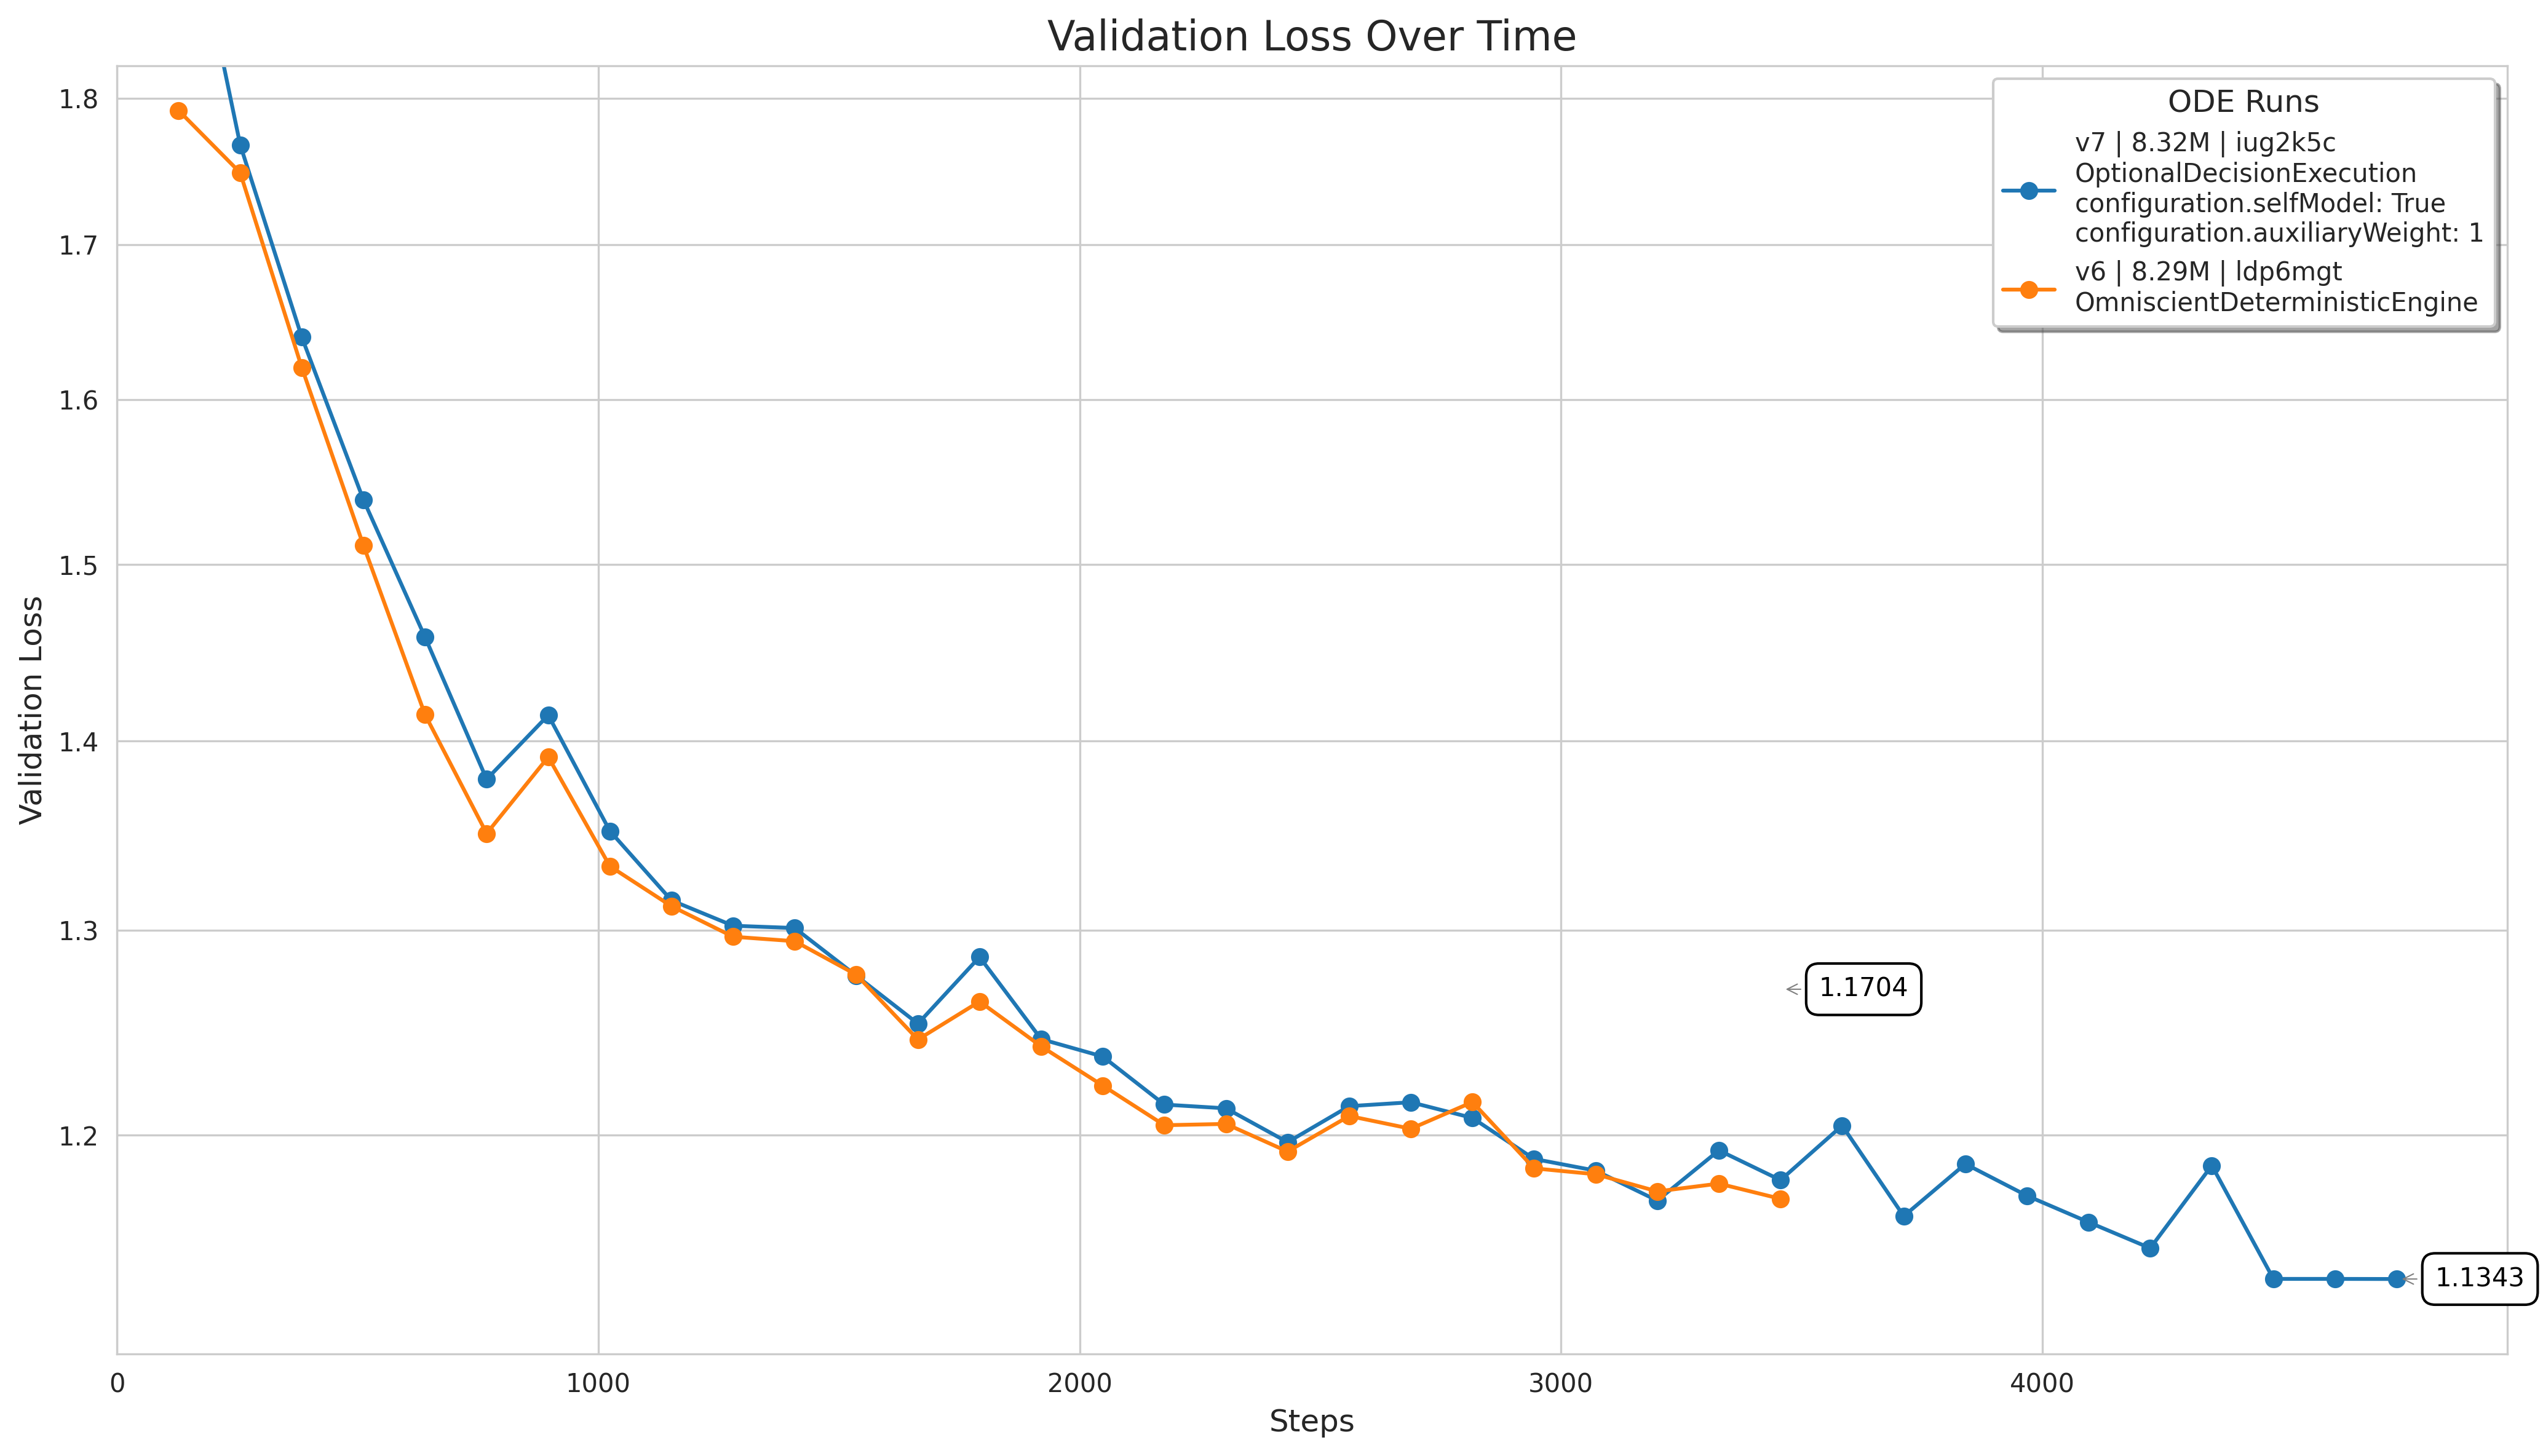 Validation Loss Over Time
ODE Runs
v7 | 8.32M | iug2k5c
OptionalDecisionExecution
configuration.selfModel: True
configuration.auxiliaryWeight: 1
v6 | 8.29M | ldp6mgt
OmniscientDeterministicEngine
Validation Loss
1.8
1.7
1.6
1.5
1.4
1.3
1.2
1.1704
1.1343
0
1000
2000
3000
4000
Steps